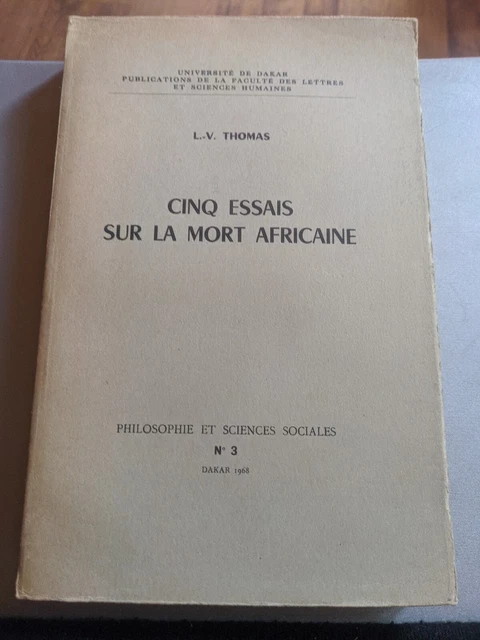 UNIVERSITÉ DE DAKAR
PUBLICATIONS DE LA FACULTÉ DES LETTRES
ET SCIENCES HUMAINES
L.-V. THOMAS
CINQ ESSAIS
SUR LA MORT AFRICAINE
PHILOSOPHIE ET SCIENCES SOCIALES
N° 3
DAKAR 1968